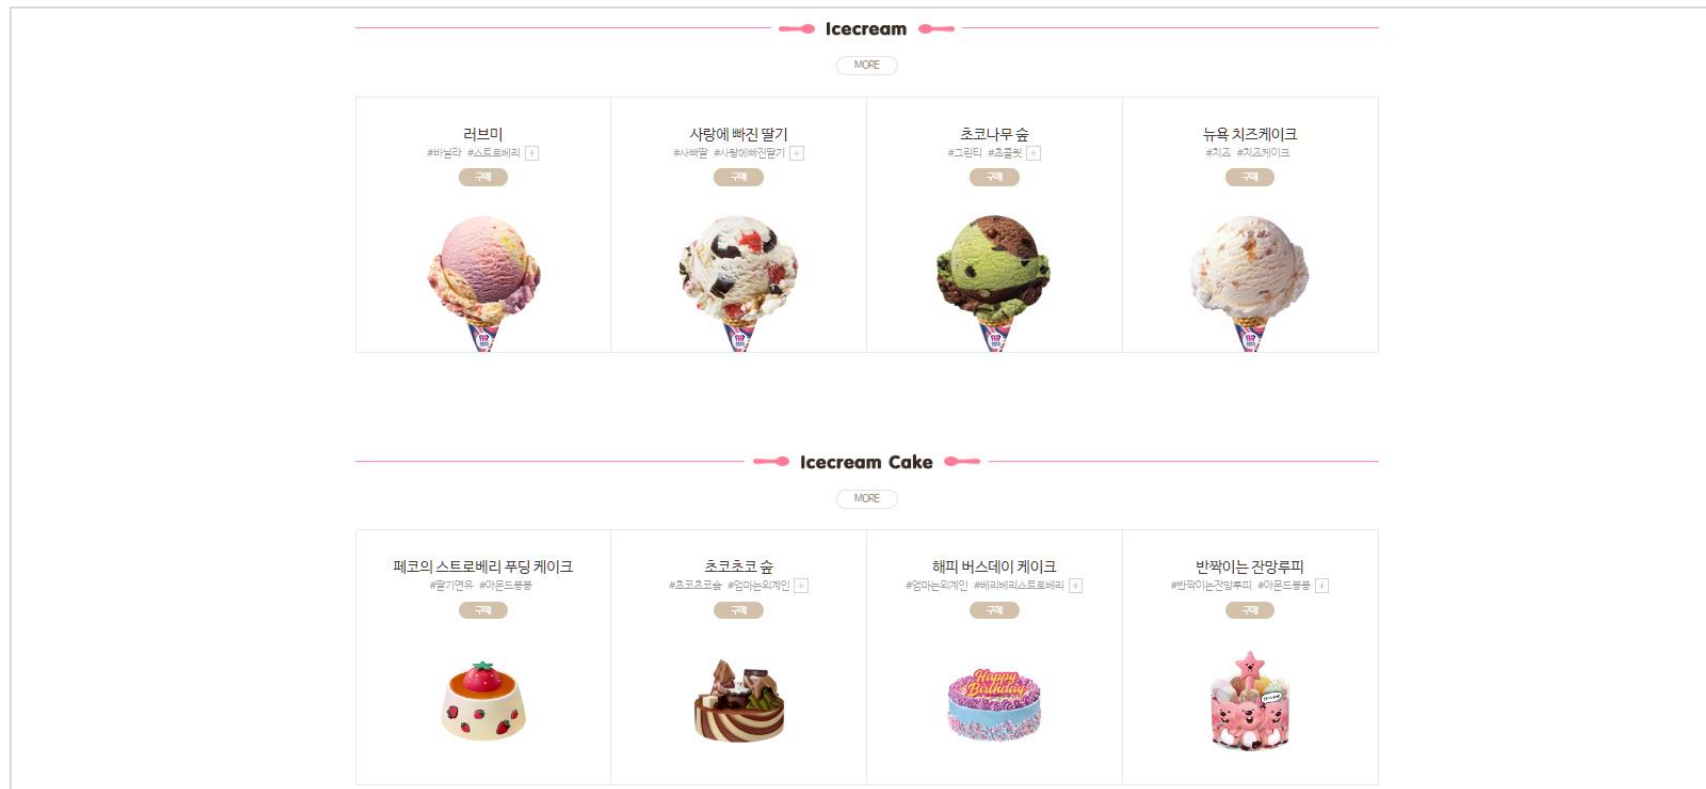 Icecream
MORE
러브미
#바닐라 #스트로베리 +
구매
사랑에 빠진 딸기
#사빠딸 #사랑에빠진딸기 +
구매
초코나무 숲
#그린티 #초콜릿 +
구매
뉴욕 치즈케이크
#치즈 #치즈케이크
구매
Icecream Cake
MORE
페코의 스트로베리 푸딩 케이크
#딸기연유 #아몬드봉봉
구매
초코초코 숲
#초코초코숲 #엄마는외계인 +
구매
해피 버스데이 케이크
#엄마는외계인 #베리베리스트로베리 +
구매
Happy
Birthday
반짝이는 잔망루피
#반짝이는잔망루피 #아몬드봉봉 +
구매